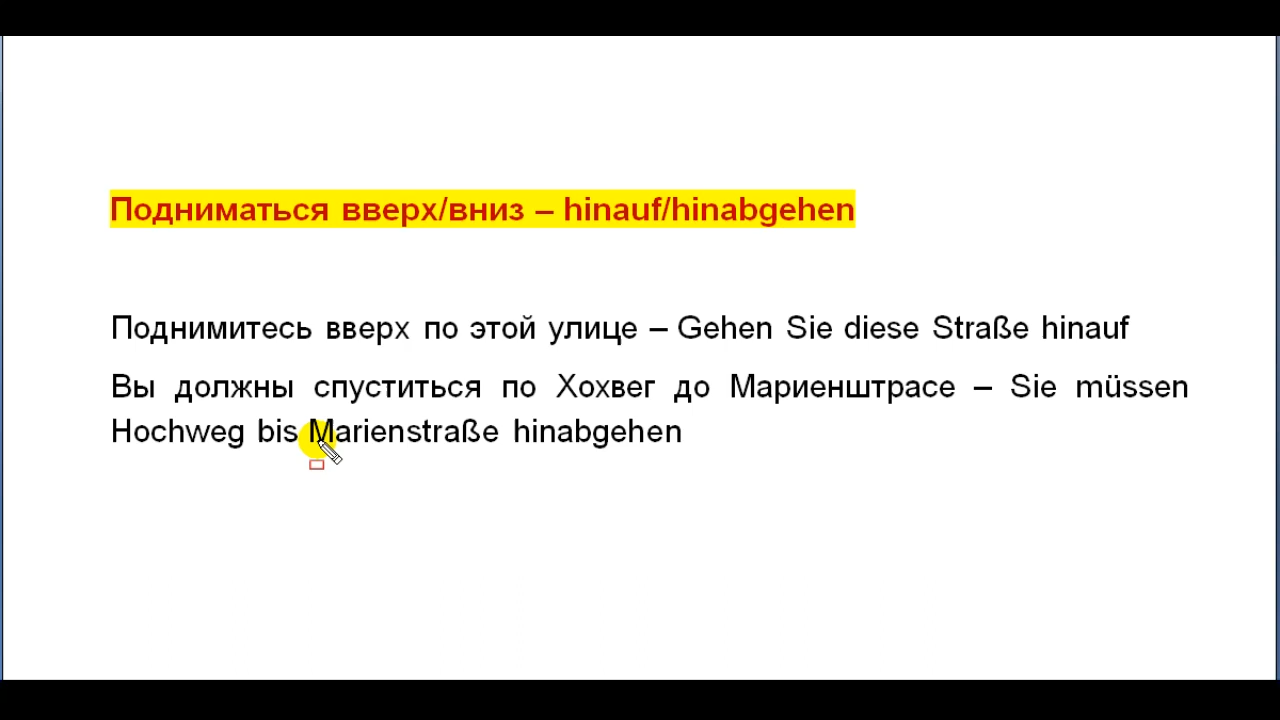 Подниматься вверх/вниз – hinauf/hinabgehen
Поднимитесь вверх по этой улице – Gehen Sie diese Straße hinauf
Вы должны спуститься по Хохвег до Мариенштрасе – Sie müssen
Hochweg bis Marienstraße hinabgehen